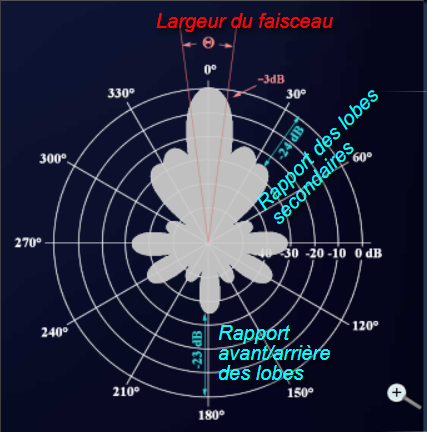 Largeur du faisceau
Θ
0°
-3dB
330°
30°
-24 dB
Rapport des lobes
secondaires
300°
60°
270°
-40 -30 -20 -10 0 dB
240°
120°
-23 dB
Rapport
avant/arrière
des lobes
210°
150°
180°